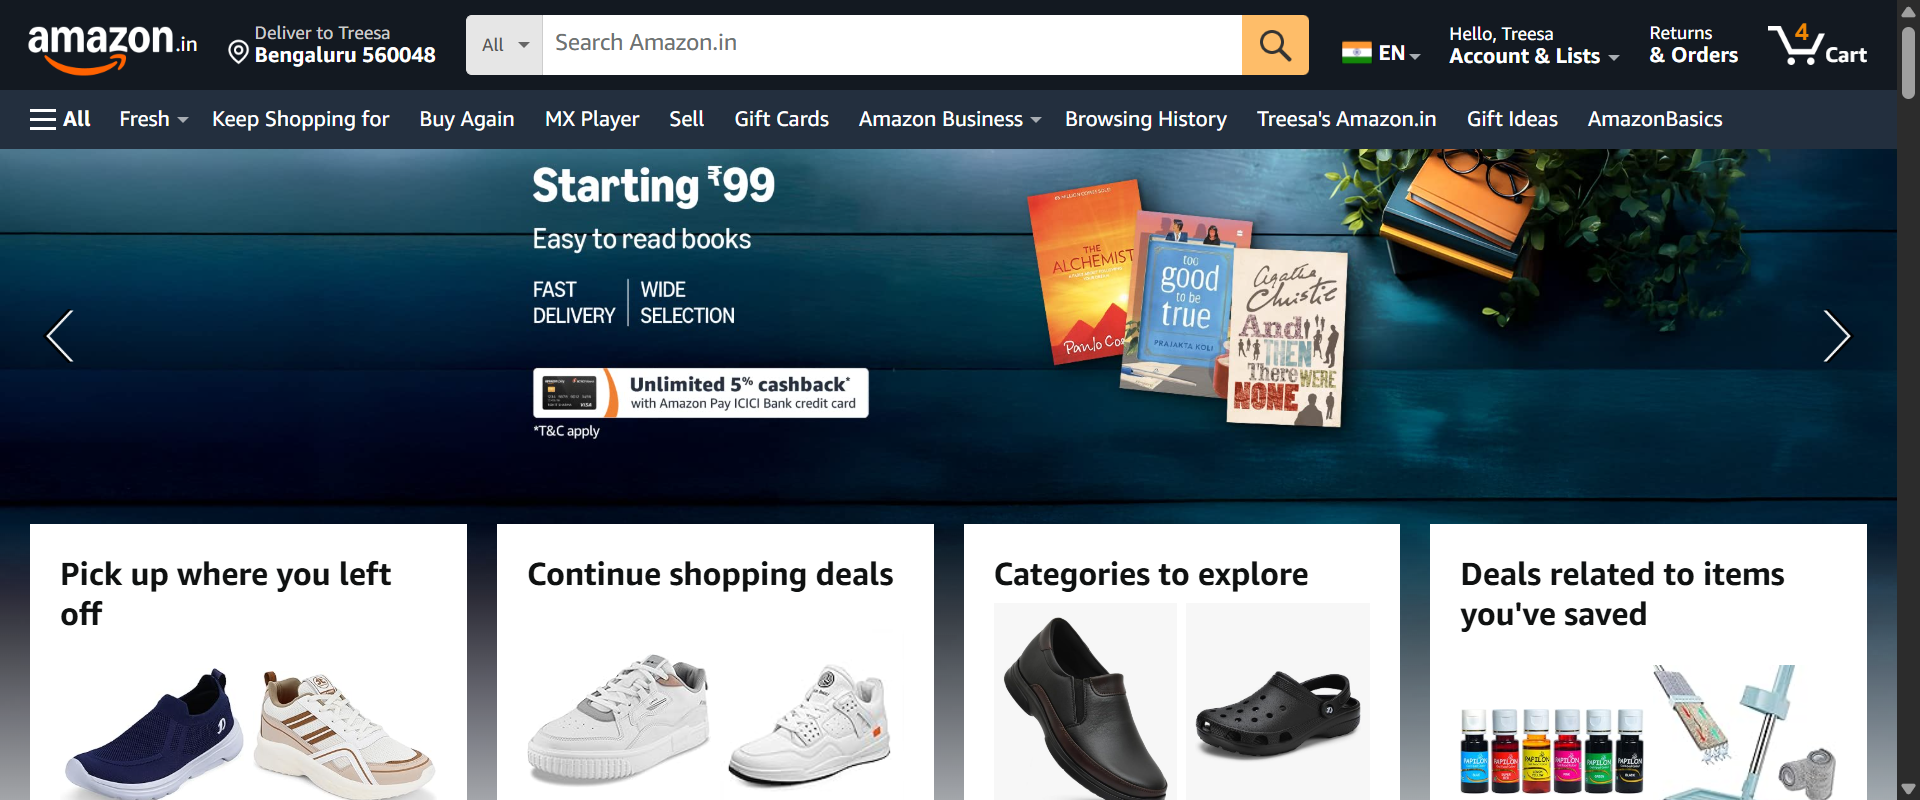 amazon.in
Deliver to Treesa
Bengaluru 560048
All
Search Amazon.in
EN
Hello, Treesa
Account & Lists
Returns
& Orders
4
Cart
All
Fresh
Keep Shopping for
Buy Again
MX Player
Sell
Gift Cards
Amazon Business
Browsing History
Treesa's Amazon.in
Gift Ideas
AmazonBasics
Starting ₹99
Easy to read books
FAST
DELIVERY
WIDE
SELECTION
Unlimited 5% cashback*
with Amazon Pay ICICI Bank credit card
VISA
*T&C apply
THE
ALCHEMIST
too
good
to be
true
PRAJAKTA KOLI
Agatha
Christie
And
THEN
There WERE
NONE
Pick up where you left
off
Continue shopping deals
Categories to explore
Deals related to items
you've saved
PAPILON
PAPILON
PAPILON
PAPILON
PAPILON
PAPILON